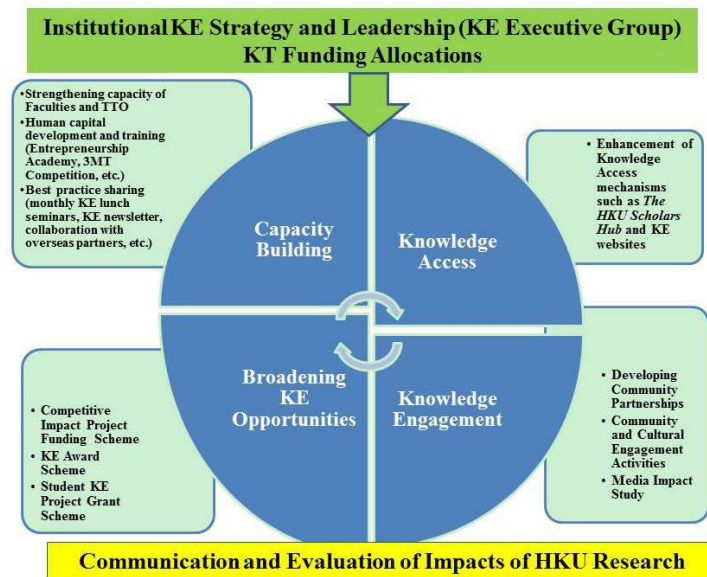 Institutional KE Strategy and Leadership (KE Executive Group)
KT Funding Allocations
•Strengthening capacity of
Faculties and TTO
•Human capital
development and training
(Entrepreneurship
Academy, 3MT
Competition, etc.)
•Best practice sharing
(monthly KE lunch
seminars, KE newsletter,
collaboration with
overseas partners, etc.)
• Enhancement of
Knowledge
Access
mechanisms
such as The
HKU Scholars
Hub and KE
websites
Capacity
Building
Knowledge
Access
Broadening
KE
Opportunities
Knowledge
Engagement
• Competitive
Impact Project
Funding Scheme
• KE Award
Scheme
• Student KE
Project Grant
Scheme
• Developing
Community
Partnerships
• Community
and Cultural
Engagement
Activities
• Media Impact
Study
Communication and Evaluation of Impacts of HKU Research